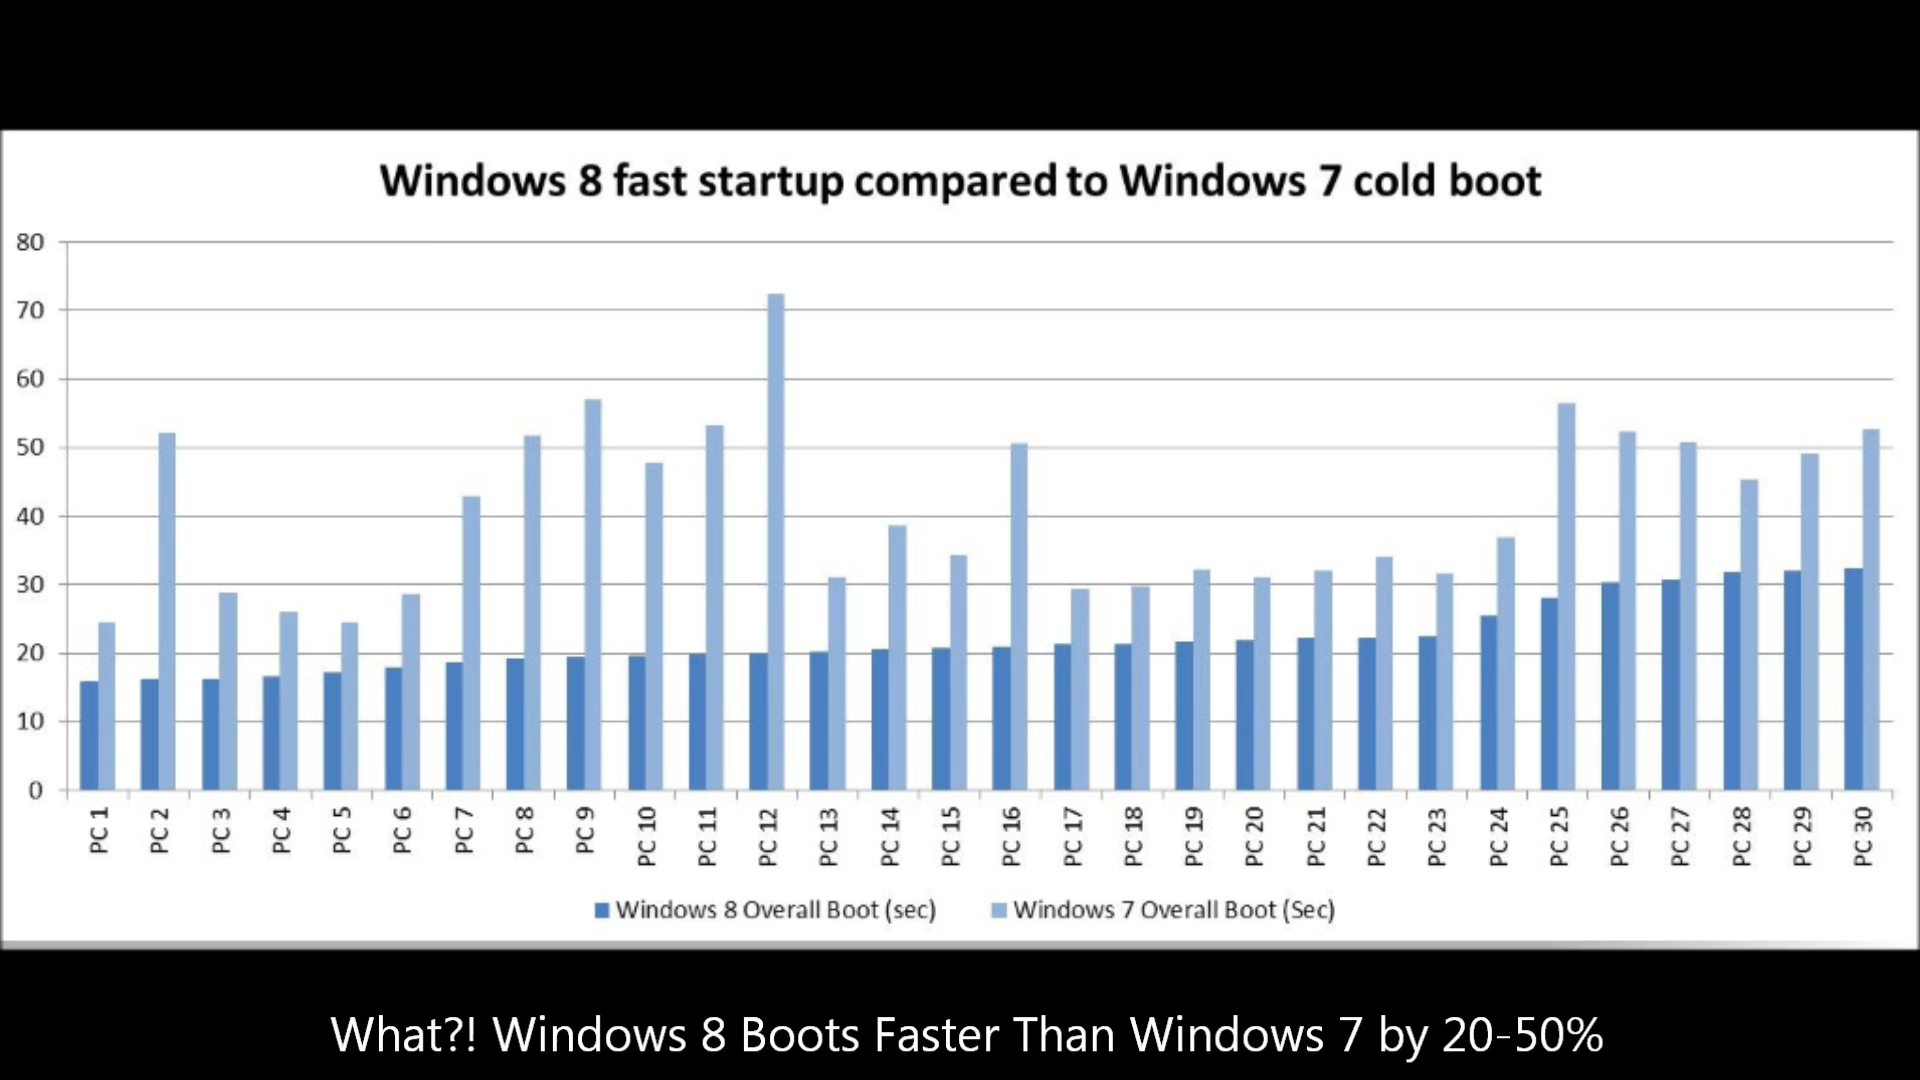 Windows 8 fast startup compared to Windows 7 cold boot
80
70
60
50
40
30
20
10
0
PC 1
PC 2
PC 3
PC 4
PC 5
PC 6
PC 7
PC 8
PC 9
PC 10
PC 11
PC 12
PC 13
PC 14
PC 15
PC 16
PC 17
PC 18
PC 19
PC 20
PC 21
PC 22
PC 23
PC 24
PC 25
PC 26
PC 27
PC 28
PC 29
PC 30
Windows 8 Overall Boot (sec)
Windows 7 Overall Boot (Sec)
What?! Windows 8 Boots Faster Than Windows 7 by 20-50%